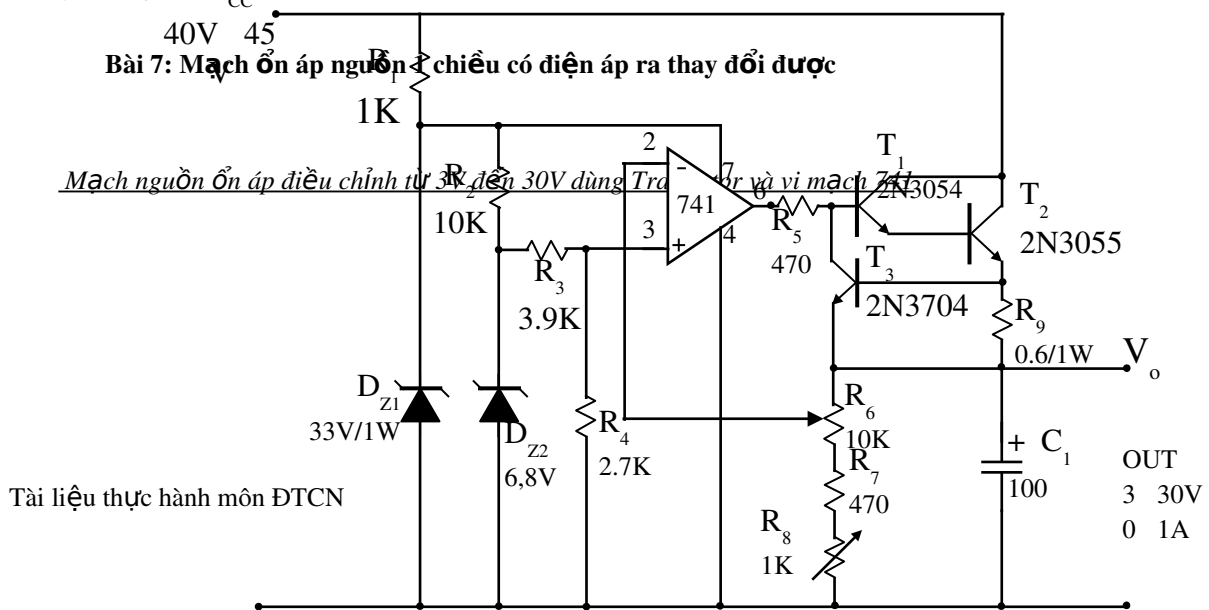 CC
40V 45
V
Bài 7: Mạch ổn áp nguồn 1 chiều có điện áp ra thay đổi được
R1
1K
Mạch nguồn ổn áp điều chỉnh từ 3V đến 30V dùng và vi mạch 741
R2
10K
R3
3.9K
2
-
7
741
6
3
+
4
R5
470
T1
2N3054
T2
2N3055
T3
2N3704
R9
0.6/1W
Vo
DZ1
33V/1W
DZ2
6,8V
R4
2.7K
R6
10K
R7
470
R8
1K
+ C1
100
OUT
3 30V
0 1A
Tài liệu thực hành môn ĐTCN